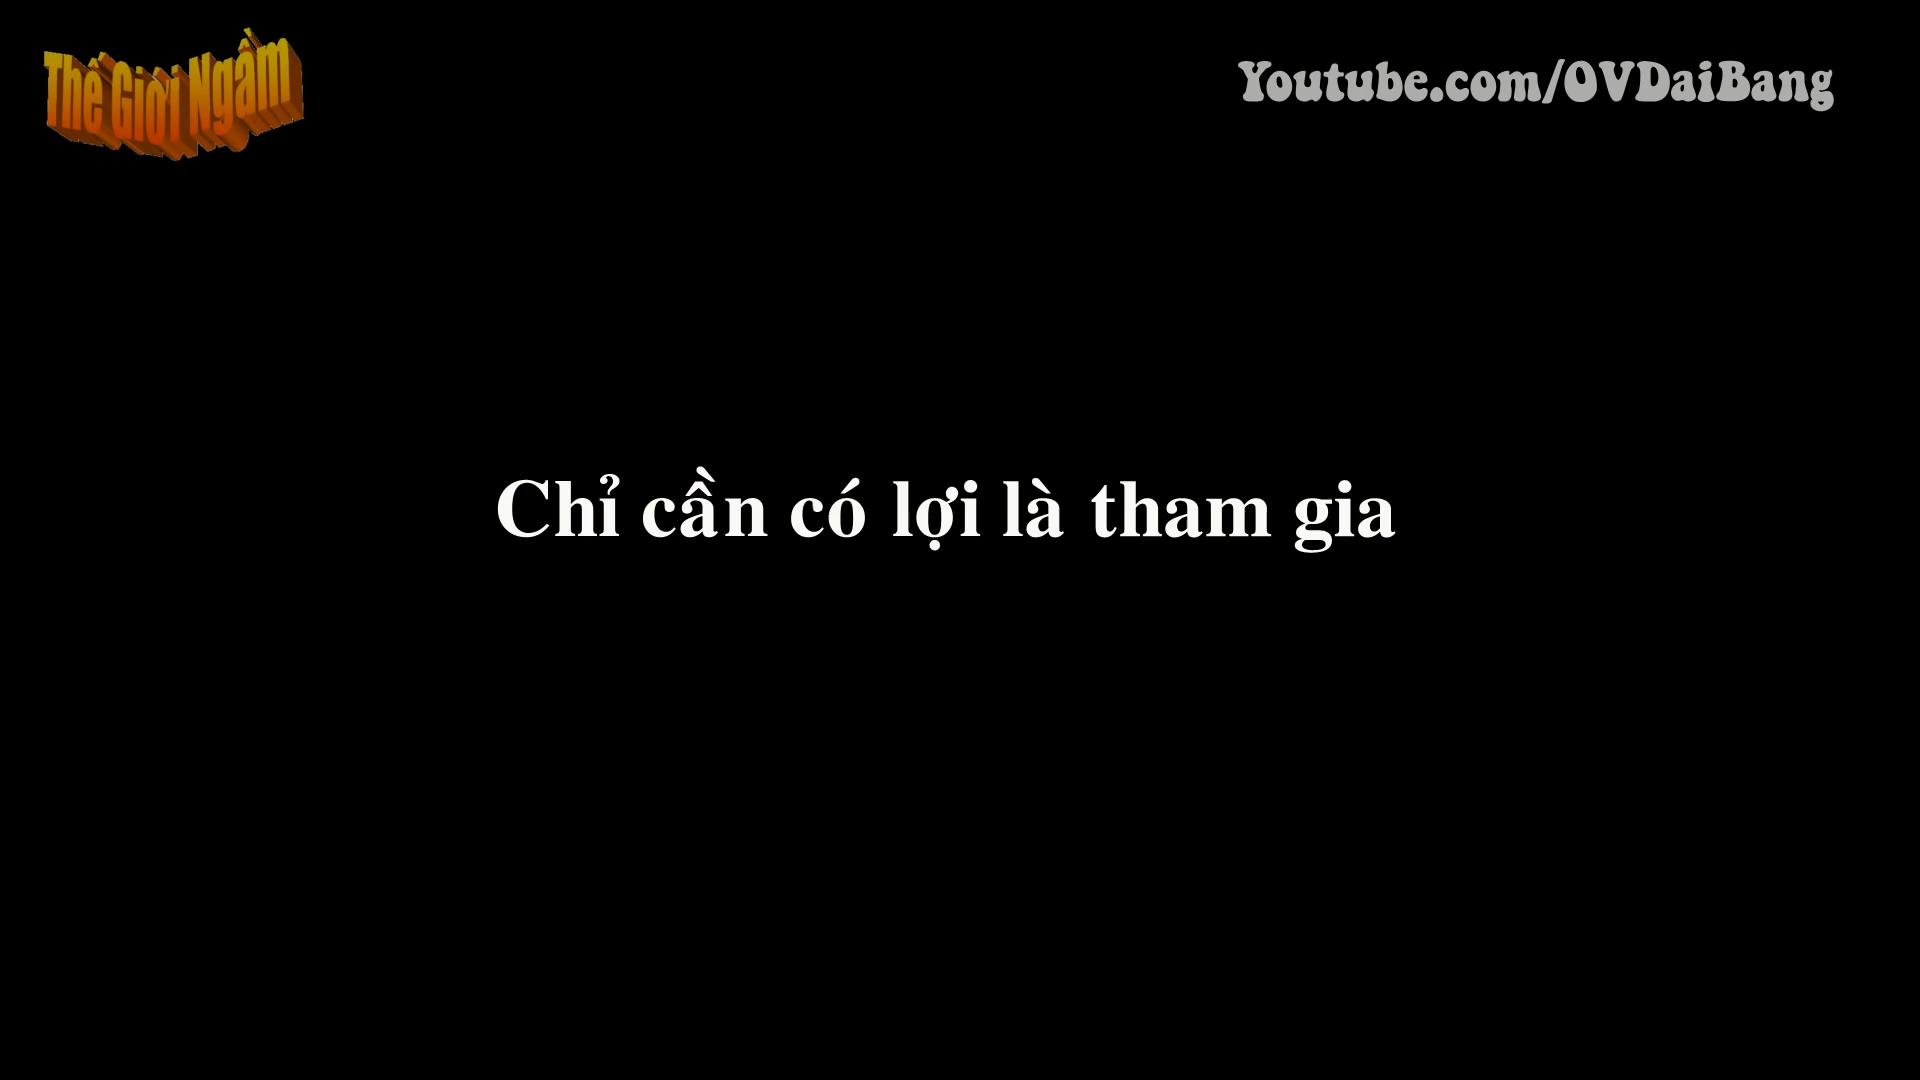 Thế Giới Ngầm
Youtube.com/OVDaiBang
Chỉ cần có lợi là tham gia